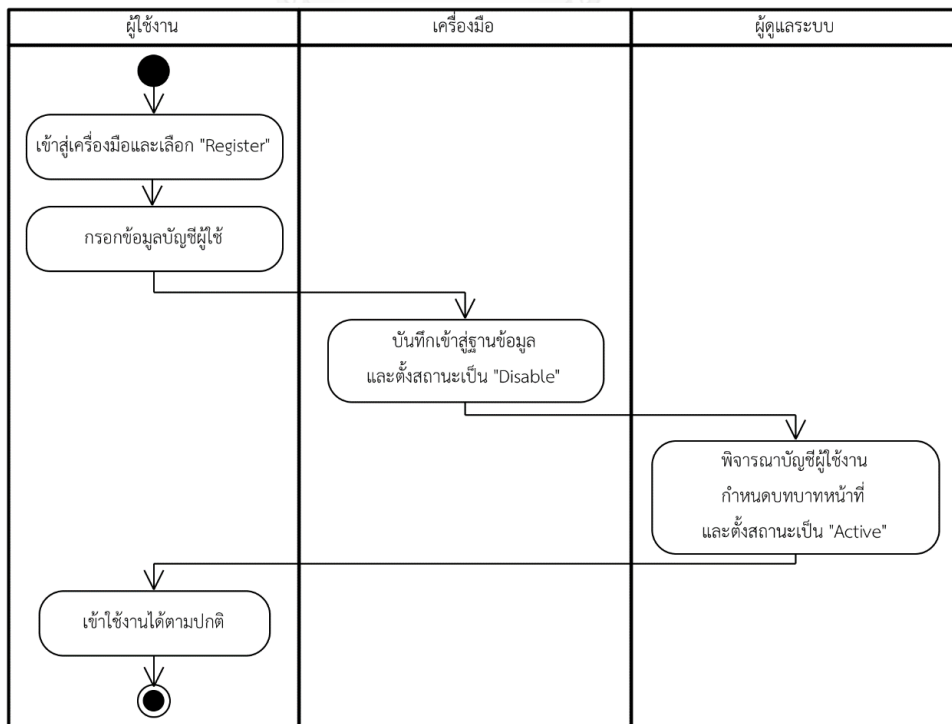 ผู้ใช้งาน
เครื่องมือ
ผู้ดูแลระบบ
เข้าสู่เครื่องมือและเลือก "Register"
กรอกข้อมูลบัญชีผู้ใช้
บันทึกเข้าสู่ฐานข้อมูล
และตั้งสถานะเป็น "Disable"
พิจารณาบัญชีผู้ใช้งาน
กำหนดบทบาทหน้าที่
และตั้งสถานะเป็น "Active"
เข้าใช้งานได้ตามปกติ